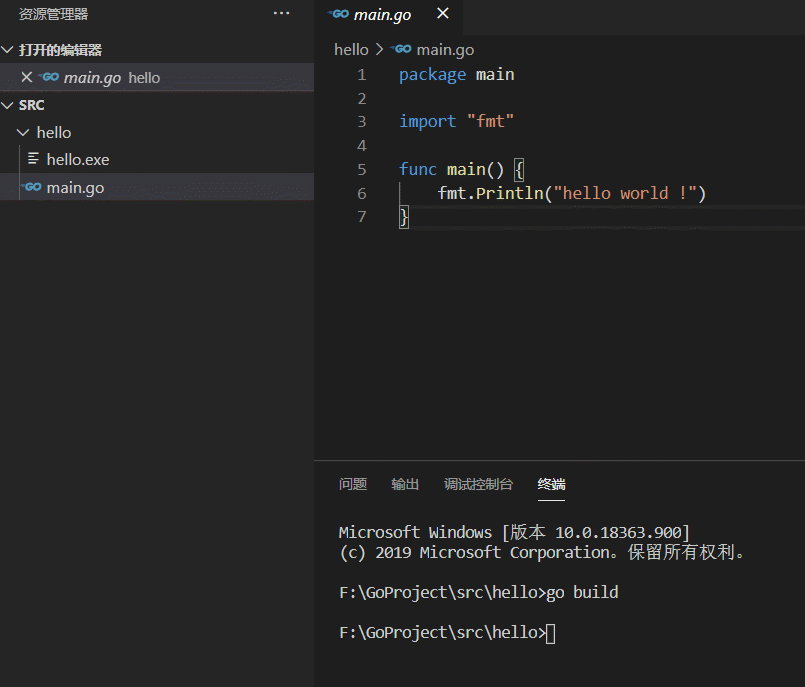 资源管理器 ···
打开的编辑器
GO main.go hello
SRC
hello
hello.exe
GO main.go
GO main.go
hello > GO main.go
1 package main
2
3 import "fmt"
4
5 func main() {
6 fmt.Println("hello world !")
7 }
问题 输出 调试控制台 终端
Microsoft Windows [版本 10.0.18363.900]
(c) 2019 Microsoft Corporation。保留所有权利。
F:\GoProject\src\hello>go build
F:\GoProject\src\hello>